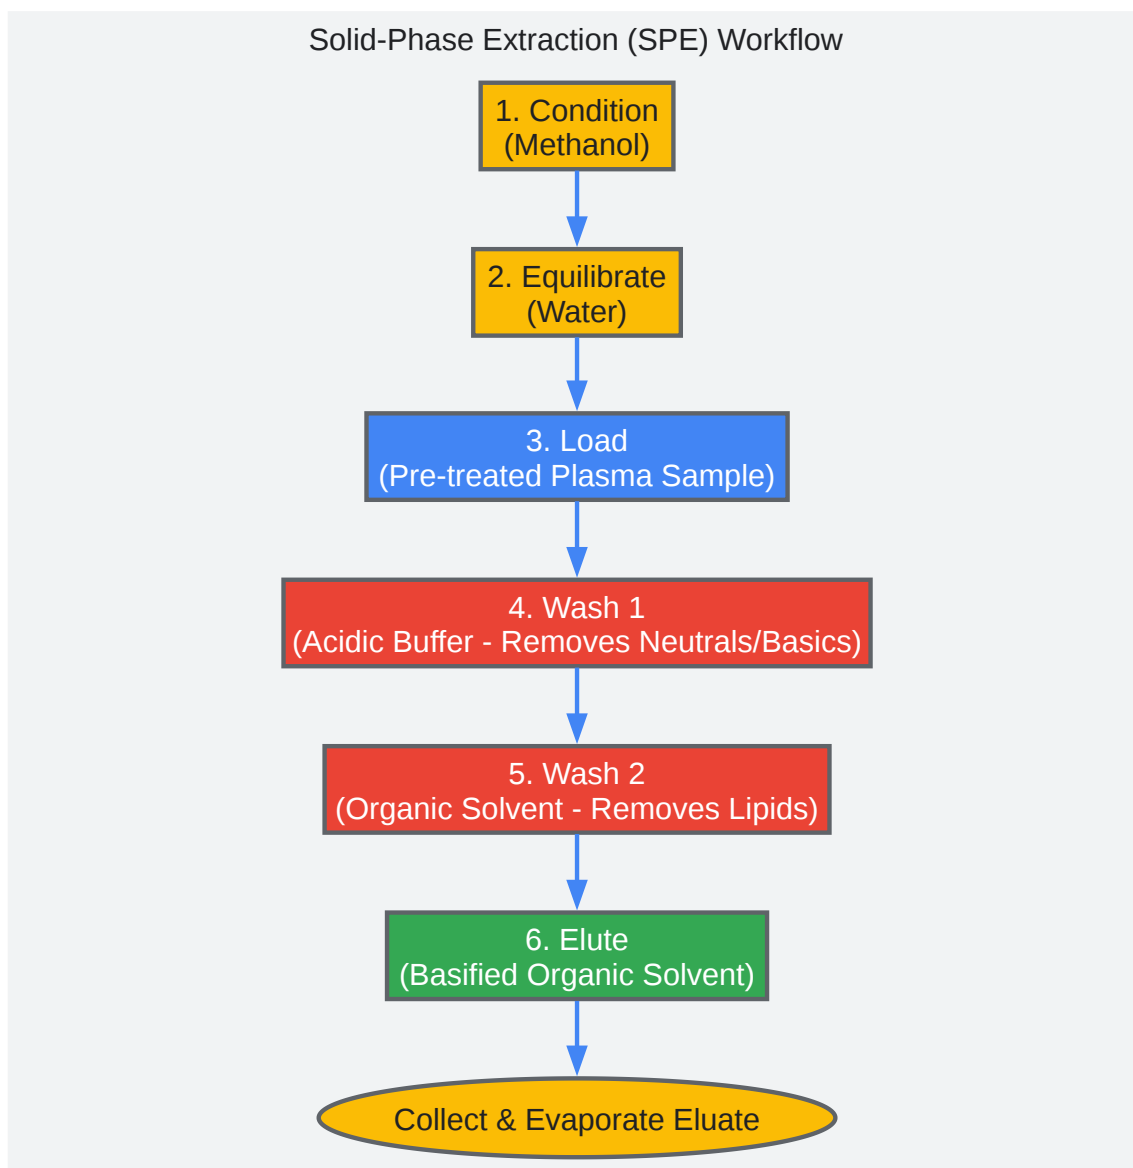 Solid-Phase Extraction (SPE) Workflow
1. Condition
(Methanol)
2. Equilibrate
(Water)
3. Load
(Pre-treated Plasma Sample)
4. Wash 1
(Acidic Buffer - Removes Neutrals/Basics)
5. Wash 2
(Organic Solvent - Removes Lipids)
6. Elute
(Basified Organic Solvent)
Collect & Evaporate Eluate